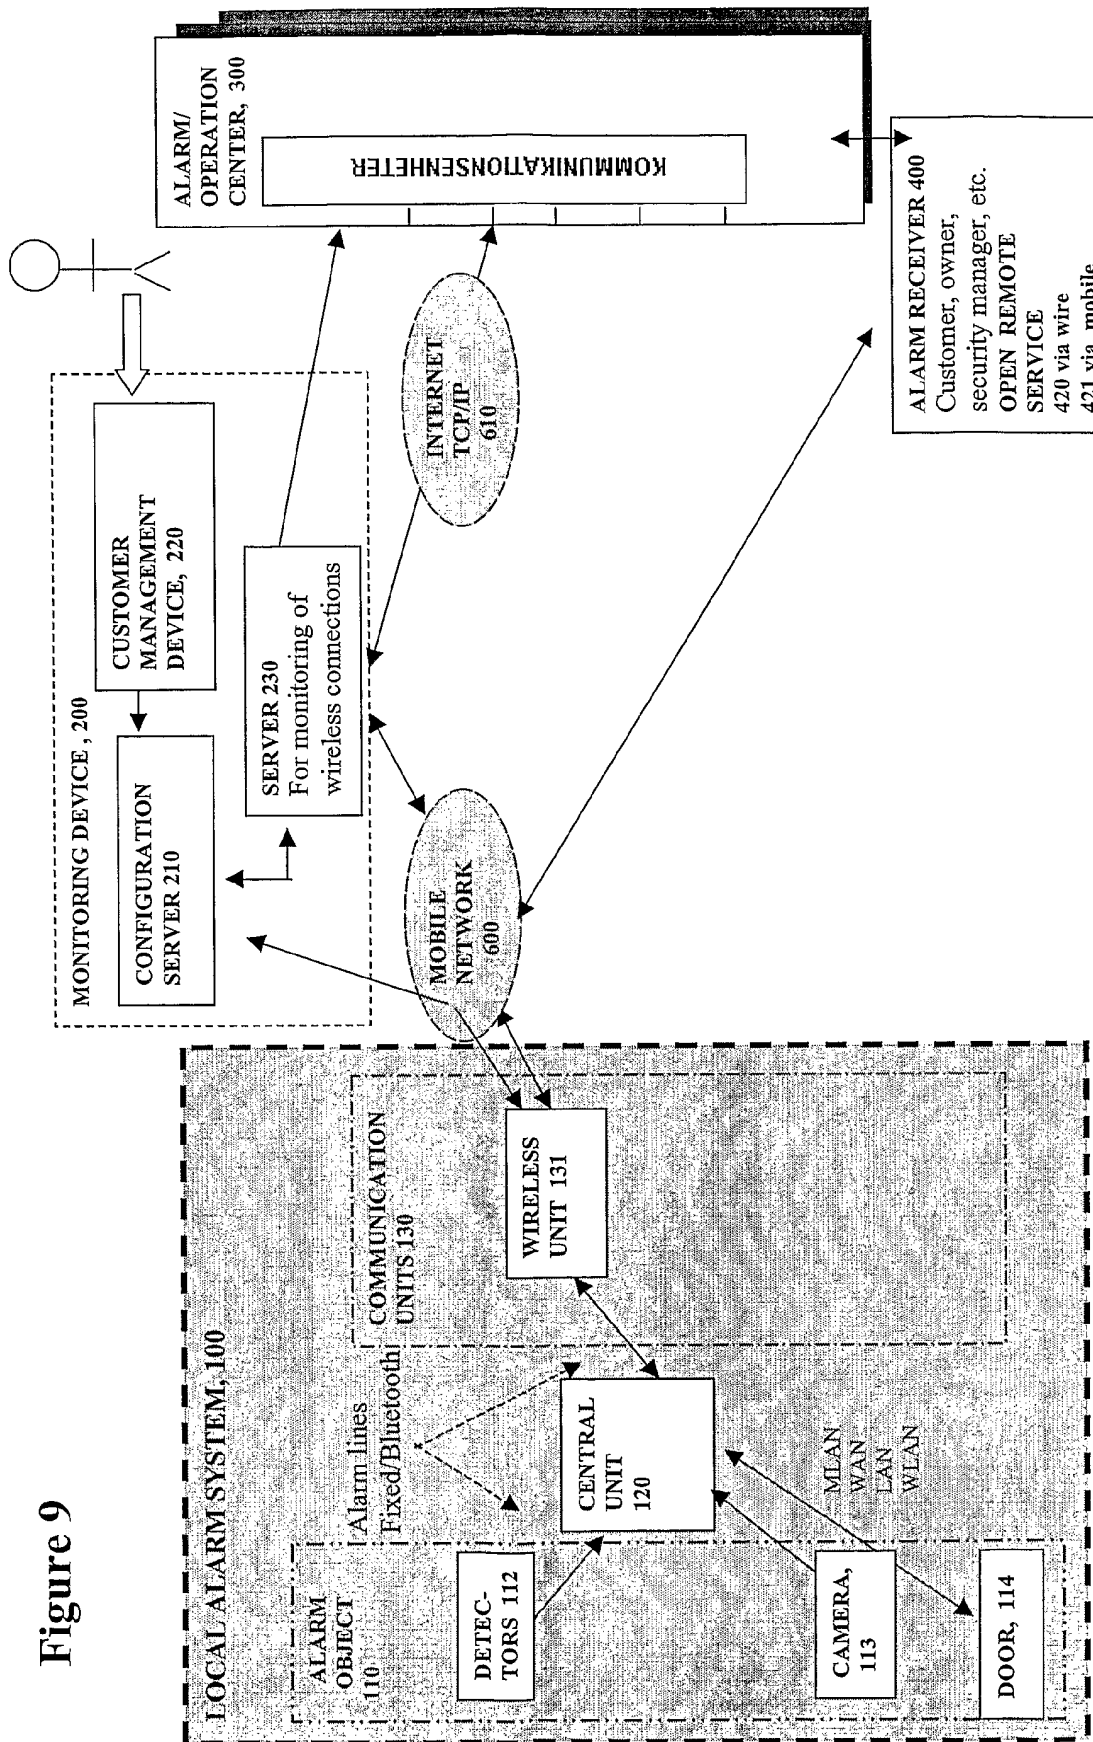 Figure 9
LOCAL ALARM SYSTEM, 100
ALARM
OBJECT
110
DETEC-
TORS 112
CAMERA,
113
DOOR, 114
Alarm lines
Fixed/Bluetooth
CENTRAL
UNIT
120
MLAN
WAN
LAN
WLAN
COMMUNICATION
UNITS 130
WIRELESS
UNIT 131
MONITORING DEVICE , 200
CONFIGURATION
SERVER 210
CUSTOMER
MANAGEMENT
DEVICE, 220
SERVER 230
For monitoring of
wireless connections
MOBILE
NETWORK
600
INTERNET
TCP/IP
610
ALARM/
OPERATION
CENTER, 300
KOMMUNIKATIONSENHETER
ALARM RECEIVER 400
Customer, owner,
security manager, etc.
OPEN REMOTE
SERVICE
420 via wire
421 via mobile